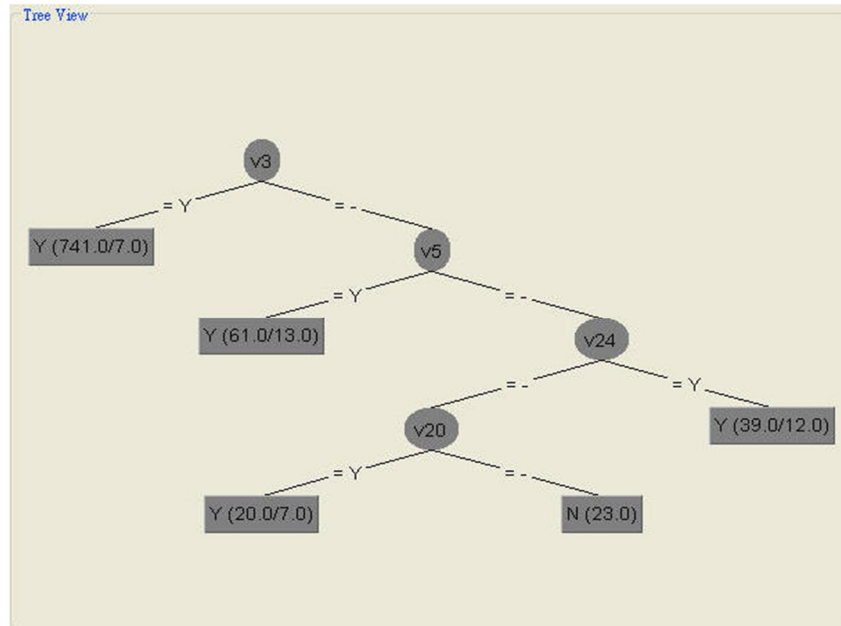 Tree View
v3
= Y
= -
Y (741.0/7.0)
v5
= Y
= -
Y (61.0/13.0)
v24
= -
= Y
v20
Y (39.0/12.0)
= Y
= -
Y (20.0/7.0)
N (23.0)